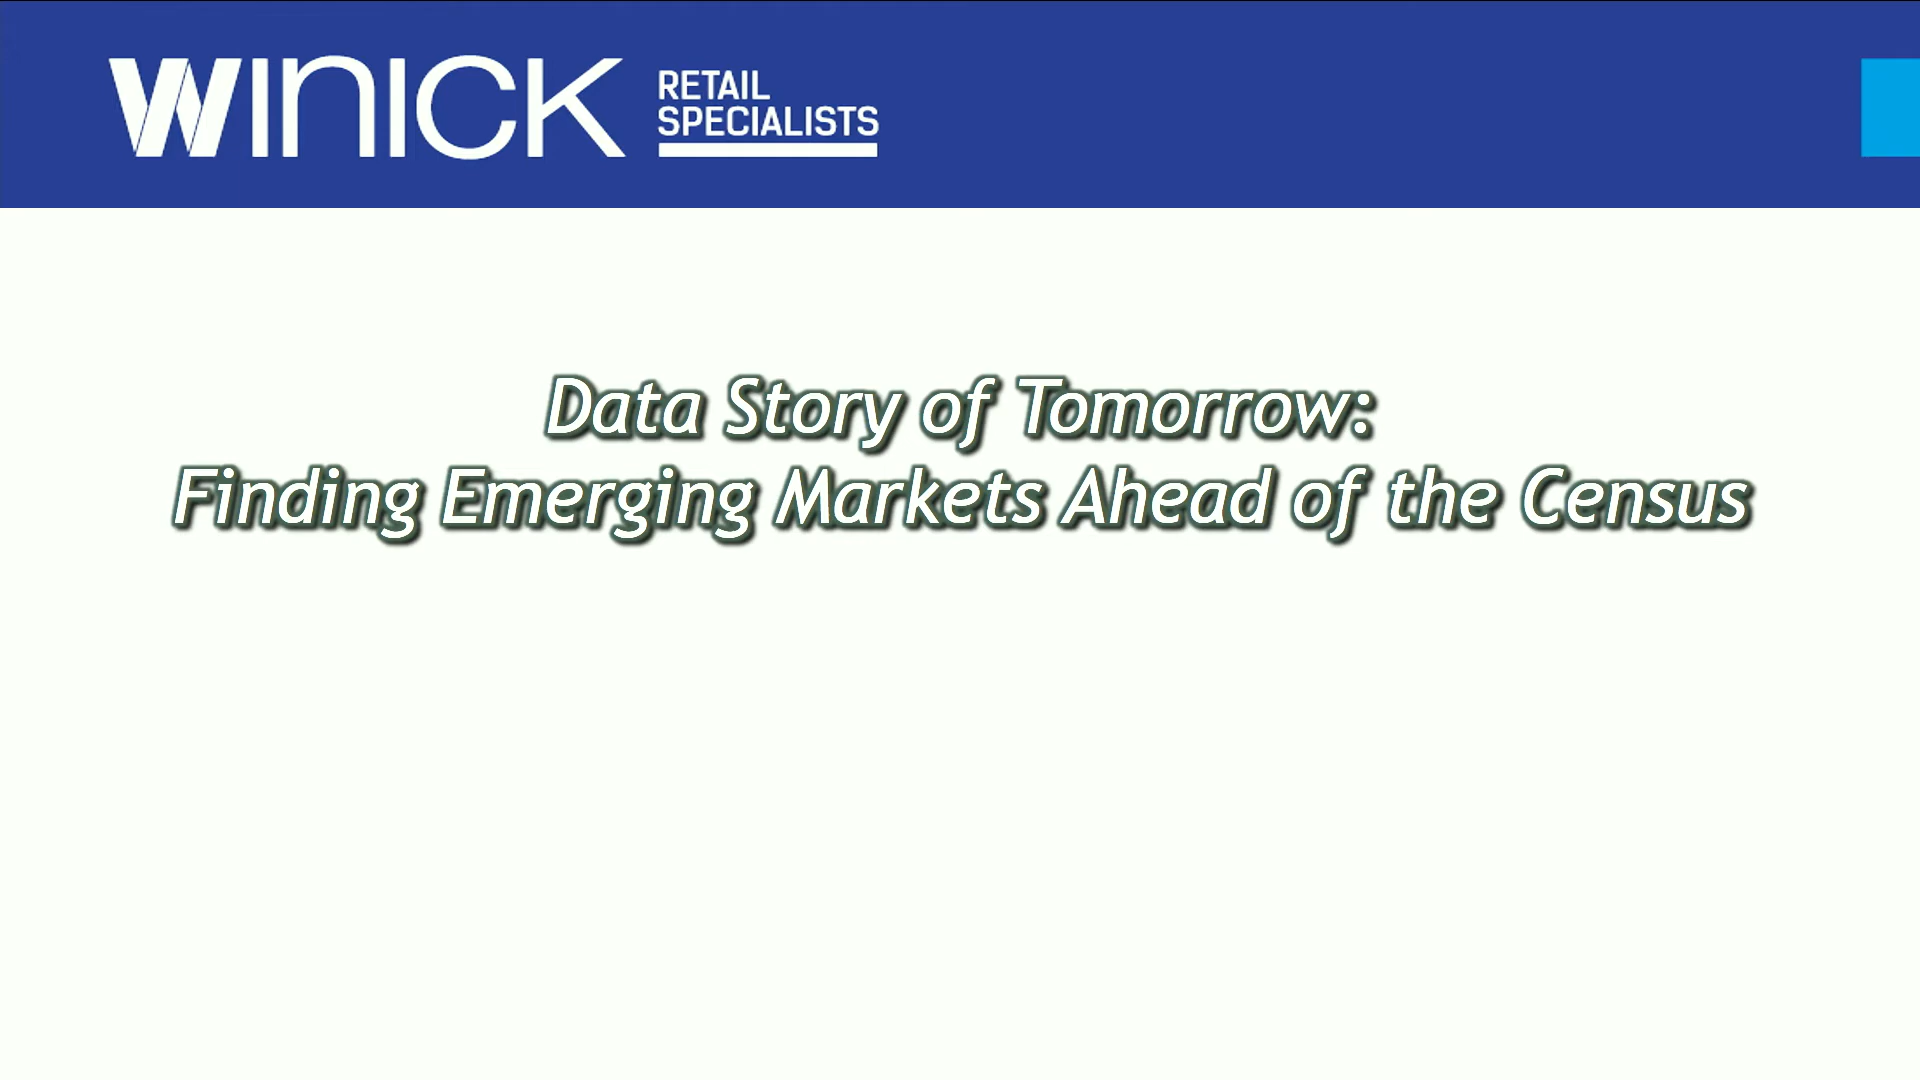 WINICK
RETAIL
SPECIALISTS
Data Story of Tomorrow:
Finding Emerging Markets Ahead of the Census